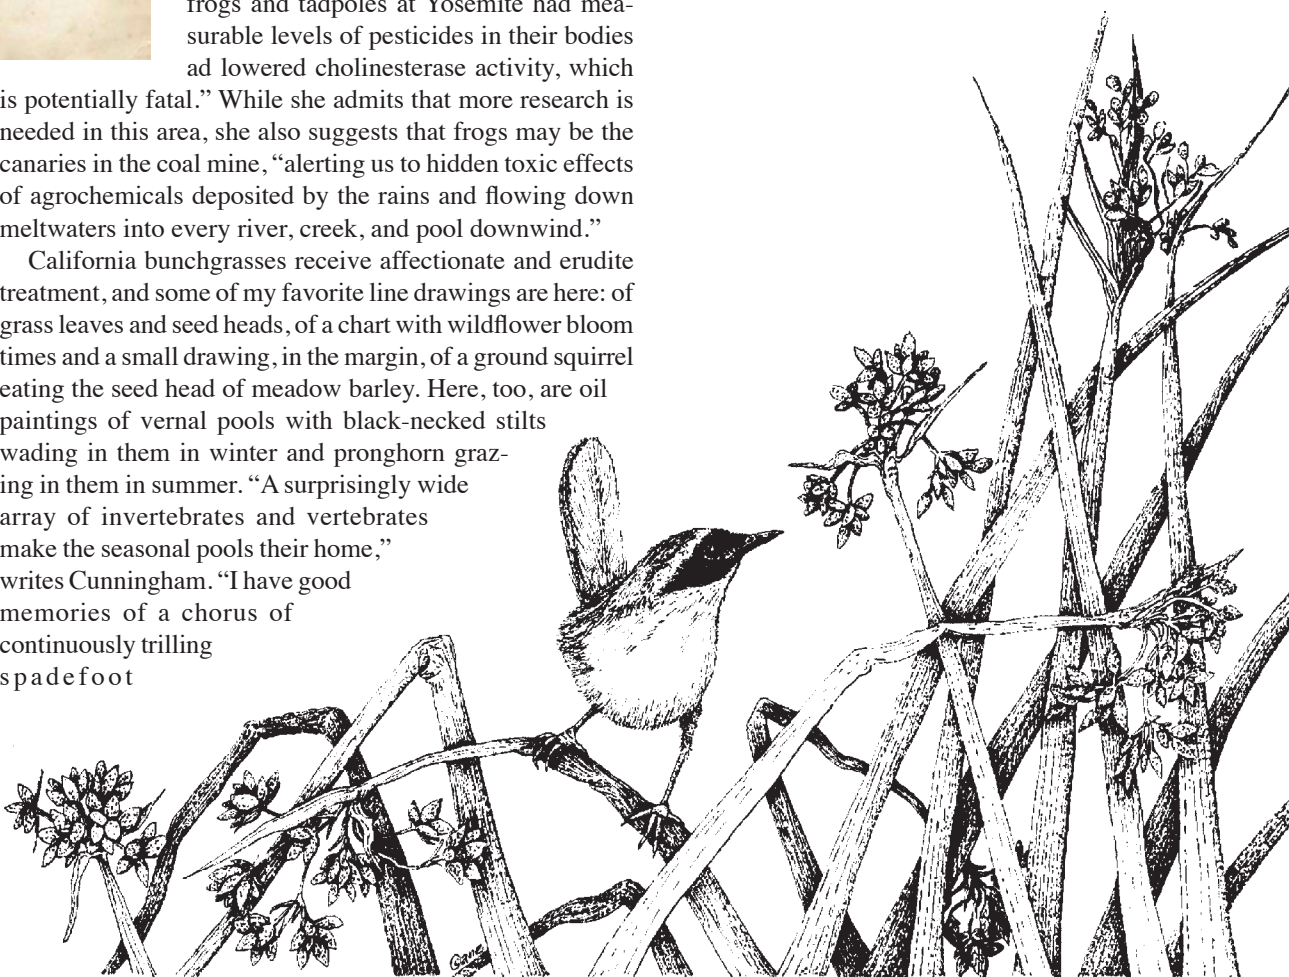 frogs and tadpoles at Yosemite had mea-
surable levels of pesticides in their bodies
ad lowered cholinesterase activity, which
is potentially fatal.” While she admits that more research is
needed in this area, she also suggests that frogs may be the
canaries in the coal mine, “alerting us to hidden toxic effects
of agrochemicals deposited by the rains and flowing down
meltwaters into every river, creek, and pool downwind.”
California bunchgrasses receive affectionate and erudite
treatment, and some of my favorite line drawings are here: of
grass leaves and seed heads, of a chart with wildflower bloom
times and a small drawing, in the margin, of a ground squirrel
eating the seed head of meadow barley. Here, too, are oil
paintings of vernal pools with black-necked stilts
wading in them in winter and pronghorn graz-
ing in them in summer. “A surprisingly wide
array of invertebrates and vertebrates
make the seasonal pools their home,”
writes Cunningham. “I have good
memories of a chorus of
continuously trilling
spadefoot